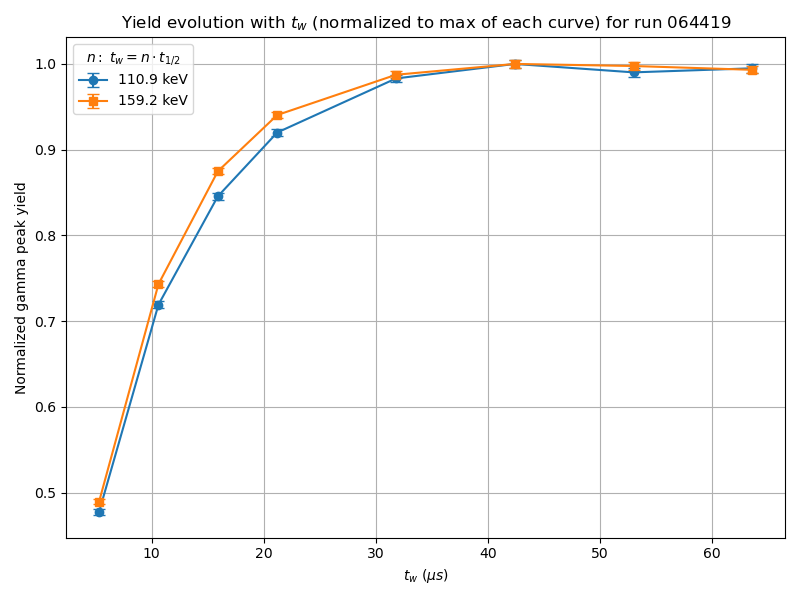 Yield evolution with $t_w$ (normalized to max of each curve) for run 064419
n: t_w = n · t_{1/2}
110.9 keV
159.2 keV
Normalized gamma peak yield
1.0
0.9
0.8
0.7
0.6
0.5
10 20 30 40 50 60
t_w (μs)